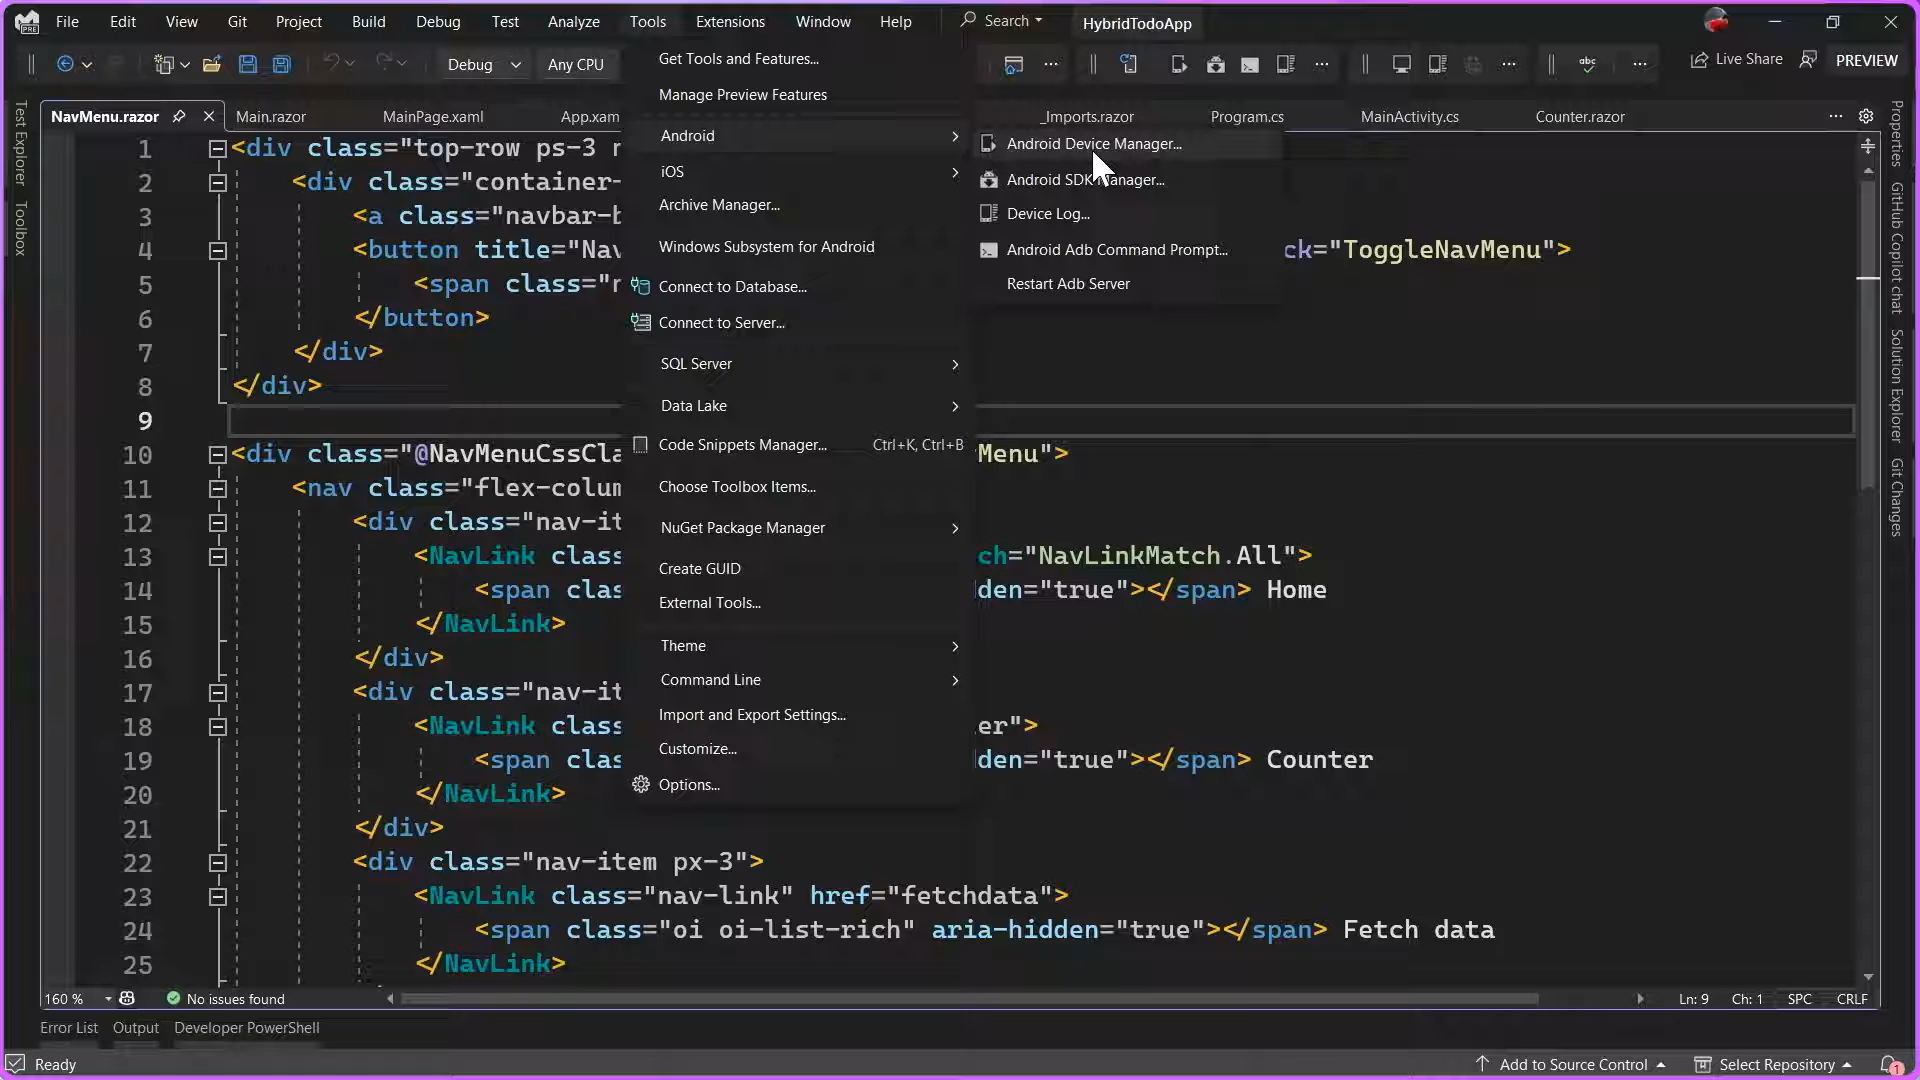 File Edit View Git Project Build Debug Test Analyze Tools Extensions Window Help Search HybridTodoApp
PRE
Debug Any CPU
Live Share PREVIEW
NavMenu.razor Main.razor MainPage.xaml App.xam _Imports.razor Program.cs MainActivity.cs Counter.razor
Get Tools and Features...
Manage Preview Features
Android
iOS
Archive Manager...
Windows Subsystem for Android
Connect to Database...
Connect to Server...
SQL Server
Data Lake
Code Snippets Manager... Ctrl+K, Ctrl+B
Choose Toolbox Items...
NuGet Package Manager
Create GUID
External Tools...
Theme
Command Line
Import and Export Settings...
Customize...
Options...
Android Device Manager...
Android SDK Manager...
Device Log...
Android Adb Command Prompt...
Restart Adb Server
1 <div class="top-row ps-3 n
2 <div class="container-
3 <a class="navbar-b
4 <button title="Nav ck="ToggleNavMenu">
5 <span class="n
6 </button>
7 </div>
8 </div>
9
10 <div class="@NavMenuCssCla Menu">
11 <nav class="flex-colum
12 <div class="nav-it
13 <NavLink class ch="NavLinkMatch.All">
14 <span clas den="true"></span> Home
15 </NavLink>
16 </div>
17 <div class="nav-it
18 <NavLink class er">
19 <span clas den="true"></span> Counter
20 </NavLink>
21 </div>
22 <div class="nav-item px-3">
23 <NavLink class="nav-link" href="fetchdata">
24 <span class="oi oi-list-rich" aria-hidden="true"></span> Fetch data
25 </NavLink>
Test Explorer
Toolbox
Properties
GitHub Copilot chat
Solution Explorer
Git Changes
160 % No issues found Ln: 9 Ch: 1 SPC CRLF
Error List Output Developer PowerShell
Ready Add to Source Control Select Repository 1